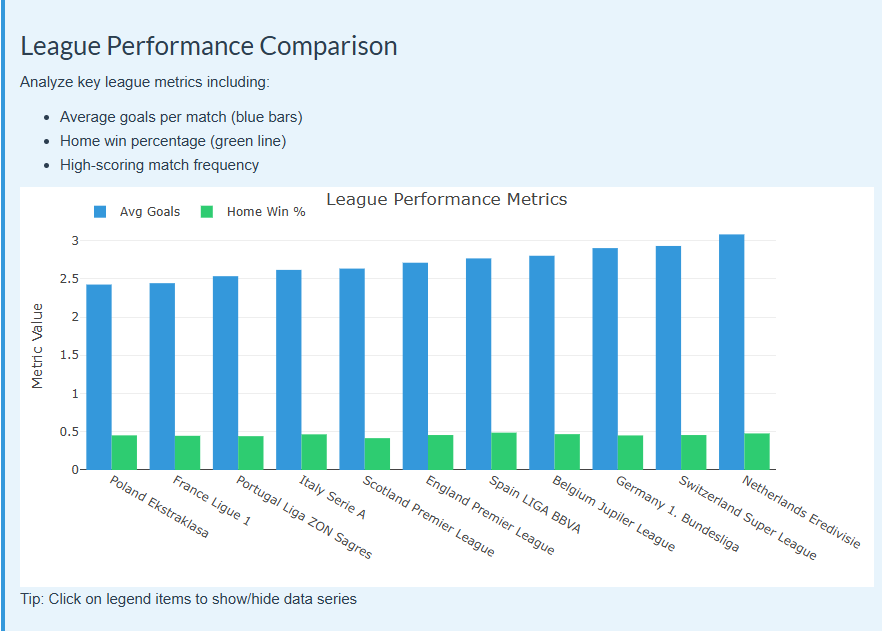 League Performance Comparison
Analyze key league metrics including:
Average goals per match (blue bars)
Home win percentage (green line)
High-scoring match frequency
League Performance Metrics
Avg Goals
Home Win %
Metric Value
3
2.5
2
1.5
1
0.5
0
Poland Ekstraklasa
France Ligue 1
Portugal Liga ZON Sagres
Italy Serie A
Scotland Premier League
England Premier League
Spain LIGA BBVA
Belgium Jupiler League
Germany 1. Bundesliga
Switzerland Super League
Netherlands Eredivisie
Tip: Click on legend items to show/hide data series